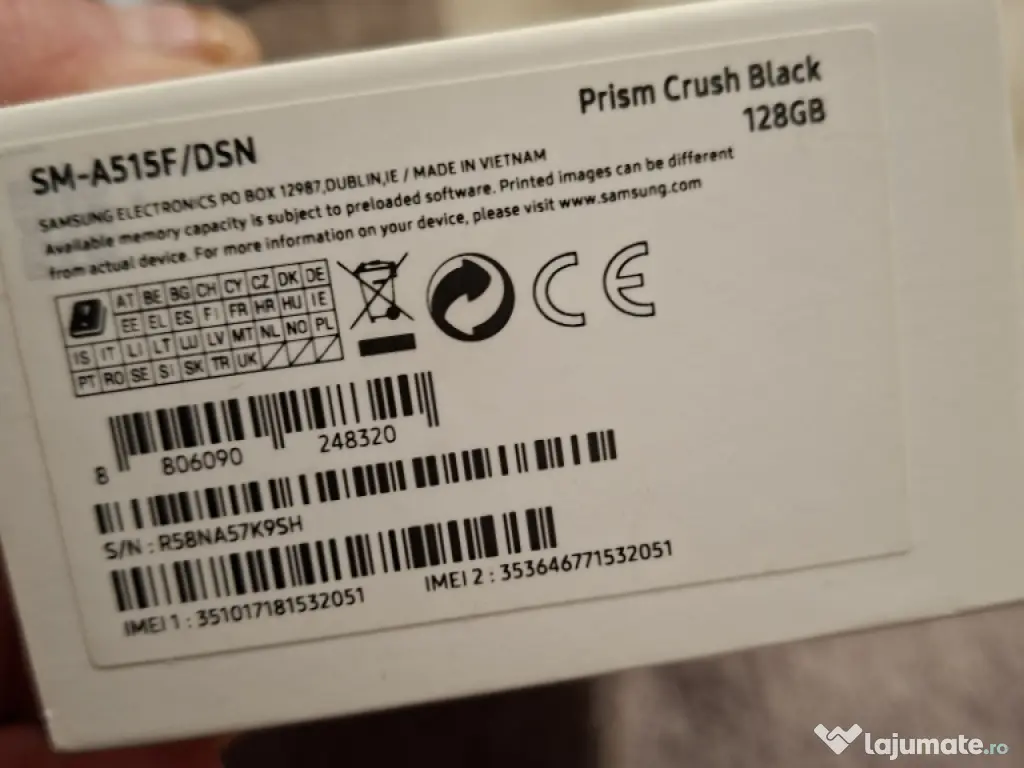 SM-A515F/DSN
Prism Crush Black
128GB
SAMSUNG ELECTRONICS PO BOX 12987,DUBLIN,IE / MADE IN VIETNAM
Available memory capacity is subject to preloaded software. Printed images can be different
from actual device. For more information on your device, please visit www.samsung.com
AT BE BG CH CY CZ DK DE
EE EL ES FI FR HR HU IE
IS IT LI LT LU LV MT NL NO PL
PT RO SE SI SK TR UK
CE
8 806090 248320
S/N : R58NA57K9SH
IMEI 1 : 351017181532051
IMEI 2 : 353646771532051
lajumate.ro